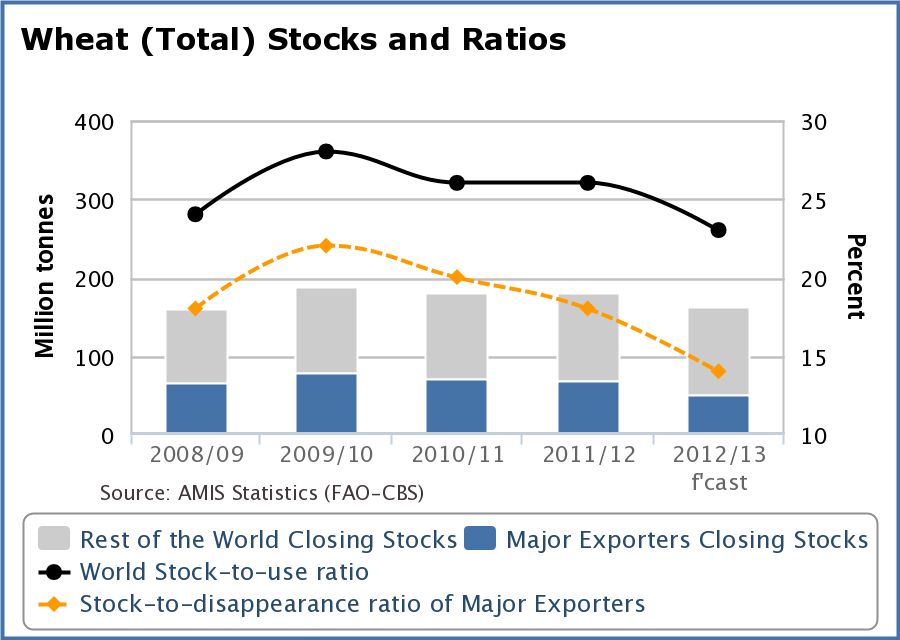 Wheat (Total) Stocks and Ratios
400
300
200
100
0
Million tonnes
30
25
20
15
10
Percent
2008/09
2009/10
2010/11
2011/12
2012/13
f'cast
Source: AMIS Statistics (FAO-CBS)
Rest of the World Closing Stocks
Major Exporters Closing Stocks
World Stock-to-use ratio
Stock-to-disappearance ratio of Major Exporters